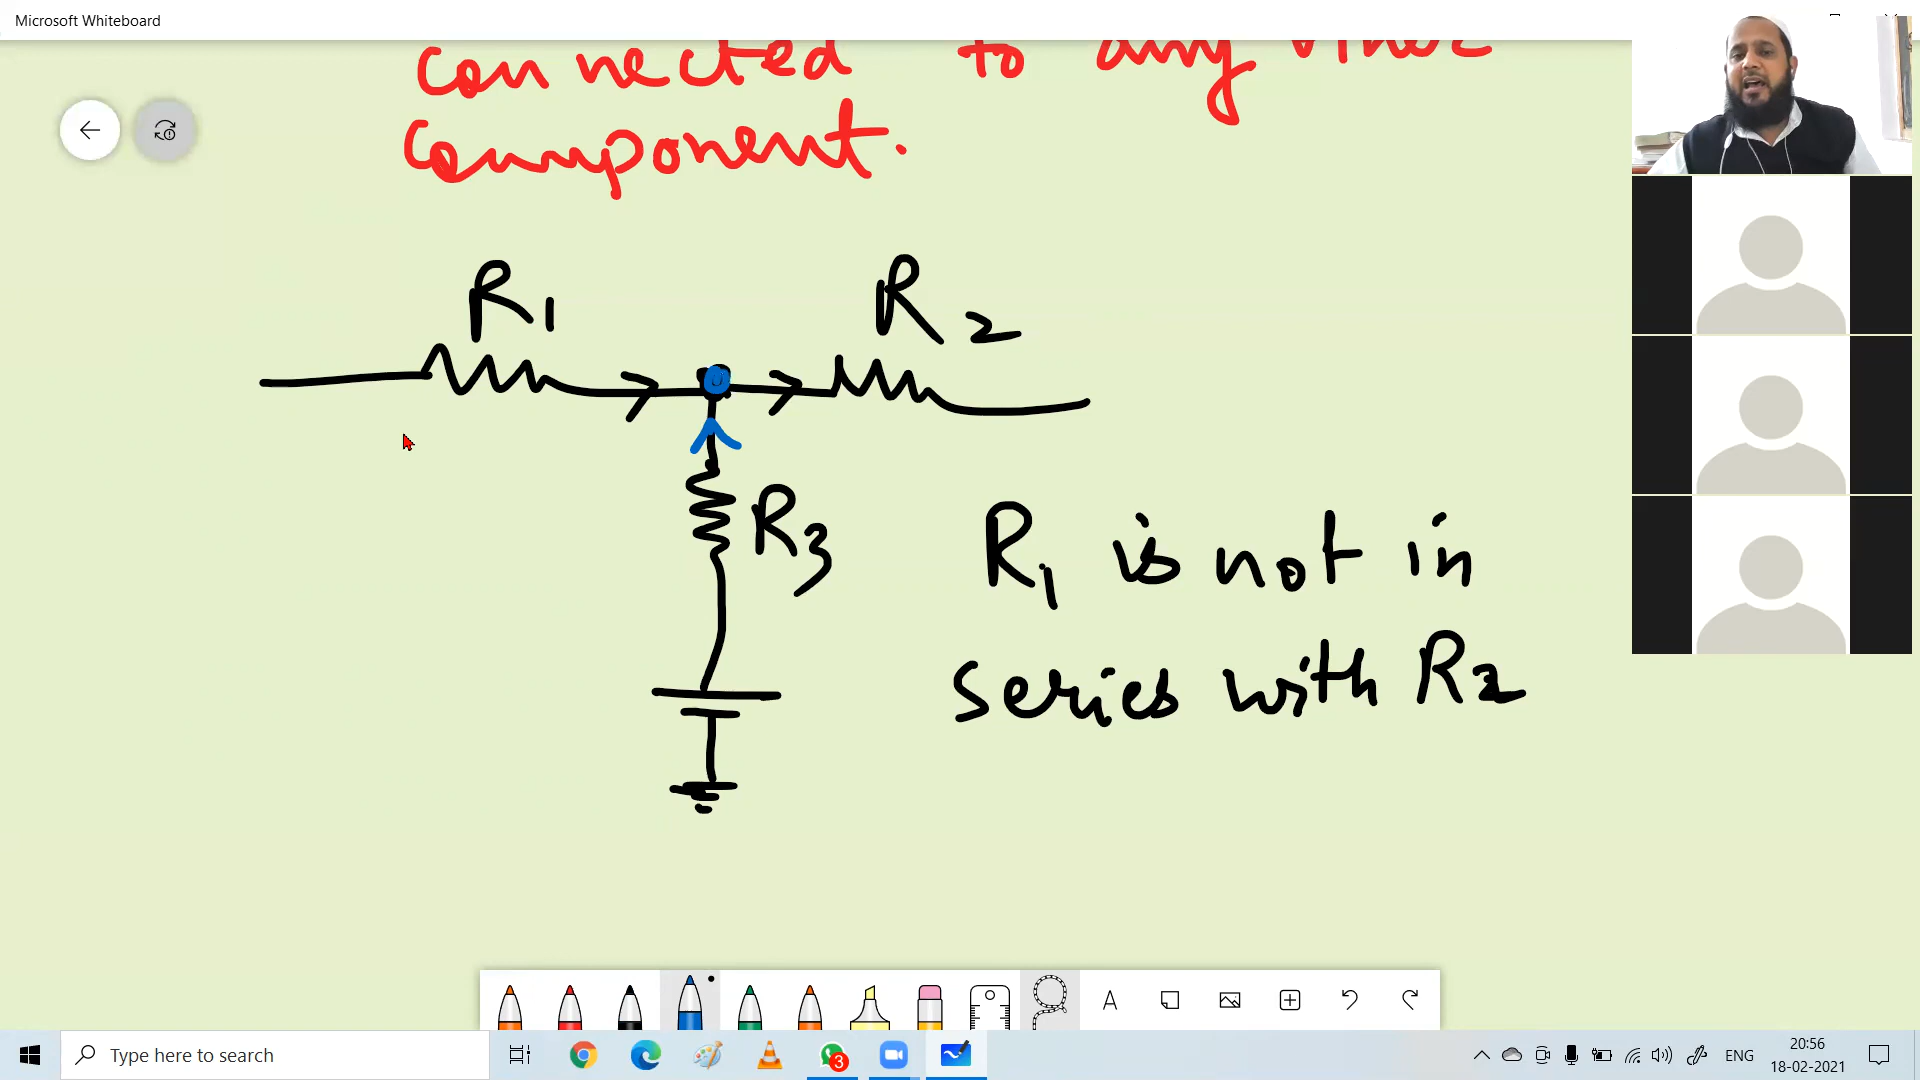 Microsoft Whiteboard
connected to any other
component.
R1
R2
R3
R1 is not in
series with R2
A
3
Type here to search
ENG
20:56
18-02-2021